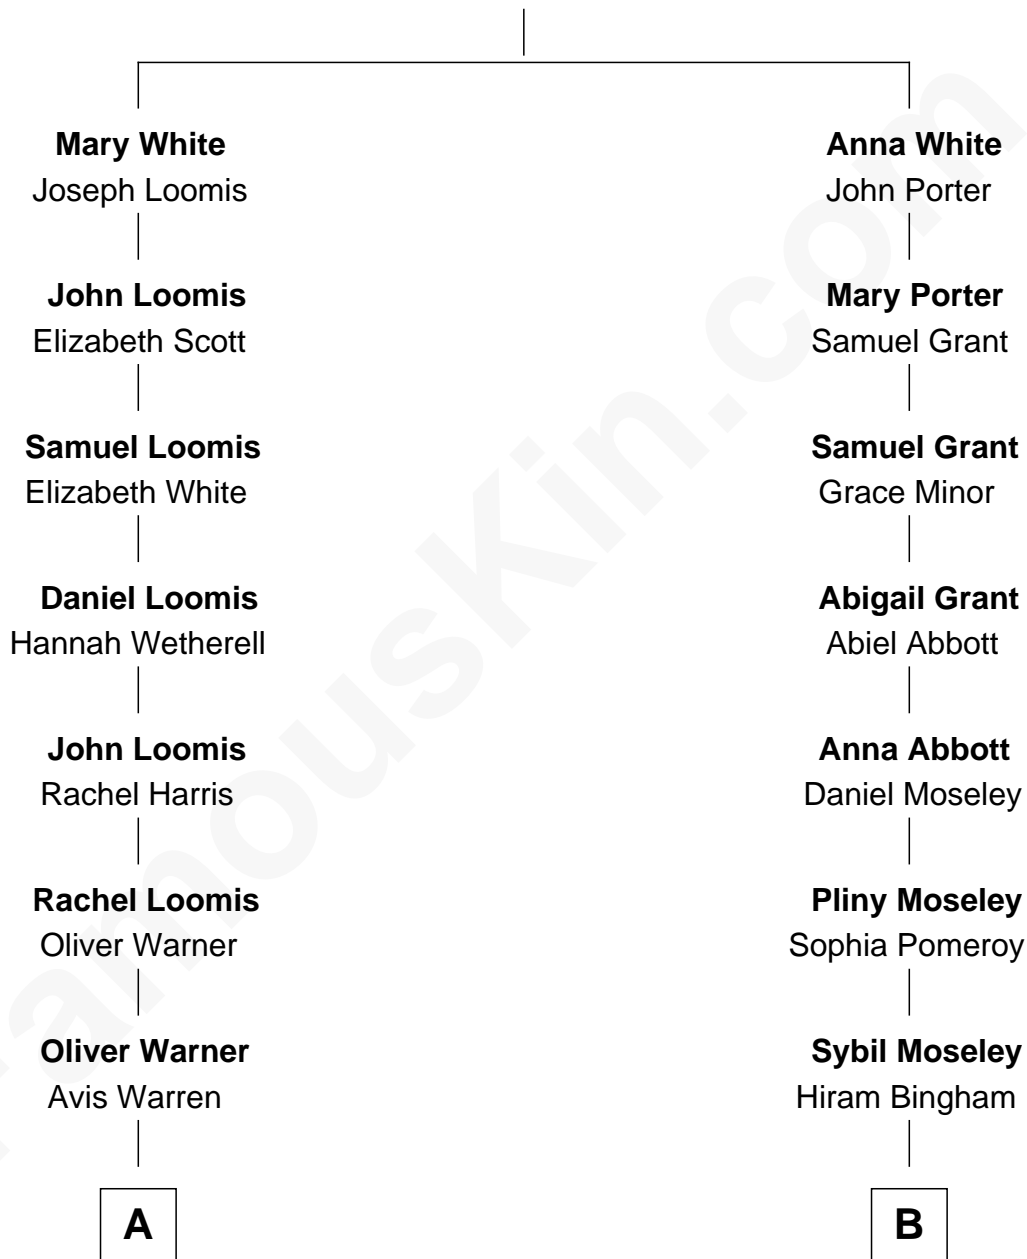 Mary White
Joseph Loomis
John Loomis
Elizabeth Scott
Samuel Loomis
Elizabeth White
Daniel Loomis
Hannah Wetherell
John Loomis
Rachel Harris
Rachel Loomis
Oliver Warner
Oliver Warner
Avis Warren
A
Anna White
John Porter
Mary Porter
Samuel Grant
Samuel Grant
Grace Minor
Abigail Grant
Abiel Abbott
Anna Abbott
Daniel Moseley
Pliny Moseley
Sophia Pomeroy
Sybil Moseley
Hiram Bingham
B
FamousKin.com